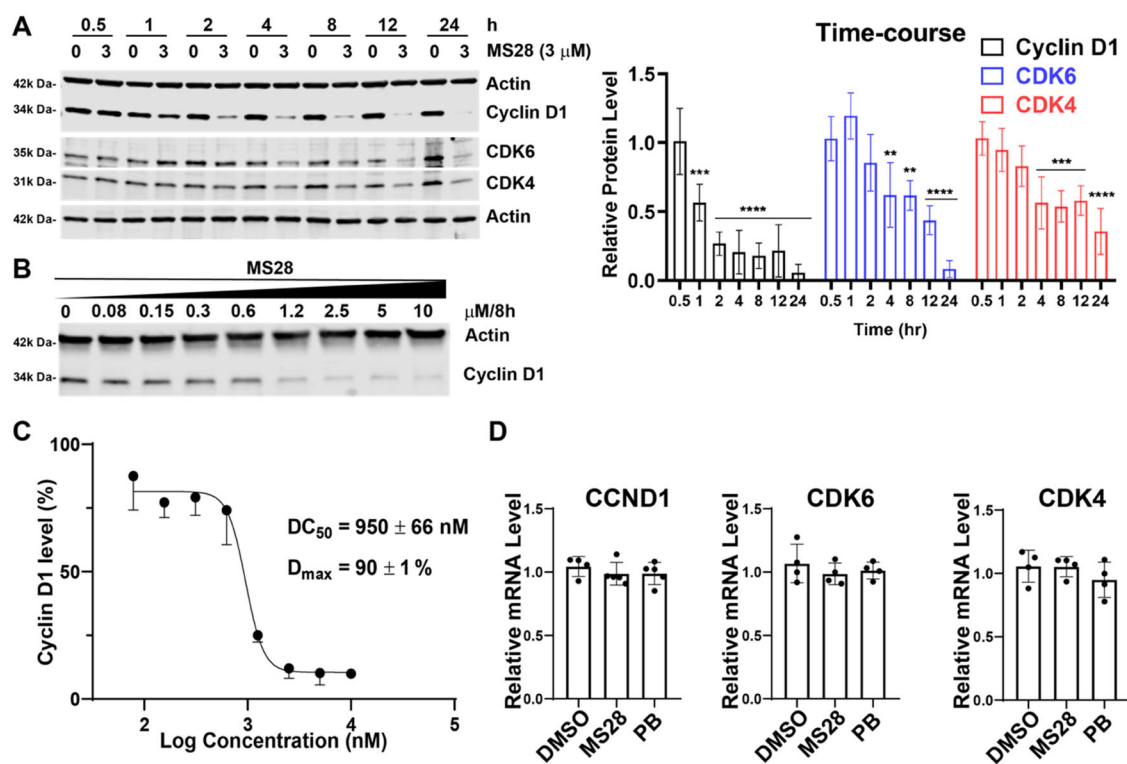 A
0.5 1 2 4 8 12 24 h
0 3 0 3 0 3 0 3 0 3 0 3 0 3 MS28 (3 μM)
42k Da- Actin
34k Da- Cyclin D1
35k Da- CDK6
31k Da- CDK4
42k Da- Actin
Time-course
Cyclin D1
CDK6
CDK4
Relative Protein Level
1.5
1.0
0.5
0.0
*** **** ** ** **** *** ****
0.5 1 2 4 8 12 24 0.5 1 2 4 8 12 24 0.5 1 2 4 8 12 24
Time (hr)
B
MS28
0 0.08 0.15 0.3 0.6 1.2 2.5 5 10 μM/8h
42k Da- Actin
34k Da- Cyclin D1
C
Cyclin D1 level (%)
100
50
0
DC50 = 950 ± 66 nM
Dmax = 90 ± 1 %
2 3 4 5
Log Concentration (nM)
D
CCND1
Relative mRNA Level
1.5
1.0
0.5
0.0
DMSO MS28 PB
CDK6
Relative mRNA Level
1.5
1.0
0.5
0.0
DMSO MS28 PB
CDK4
Relative mRNA Level
1.5
1.0
0.5
0.0
DMSO MS28 PB